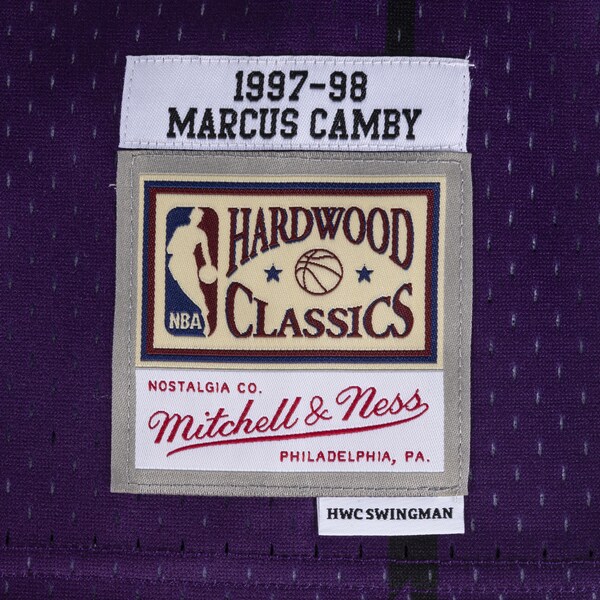 1997-98
MARCUS CAMBY
HARDWOOD
CLASSICS
NBA
NOSTALGIA CO.
Mitchell & Ness
PHILADELPHIA, PA.
HWC SWINGMAN